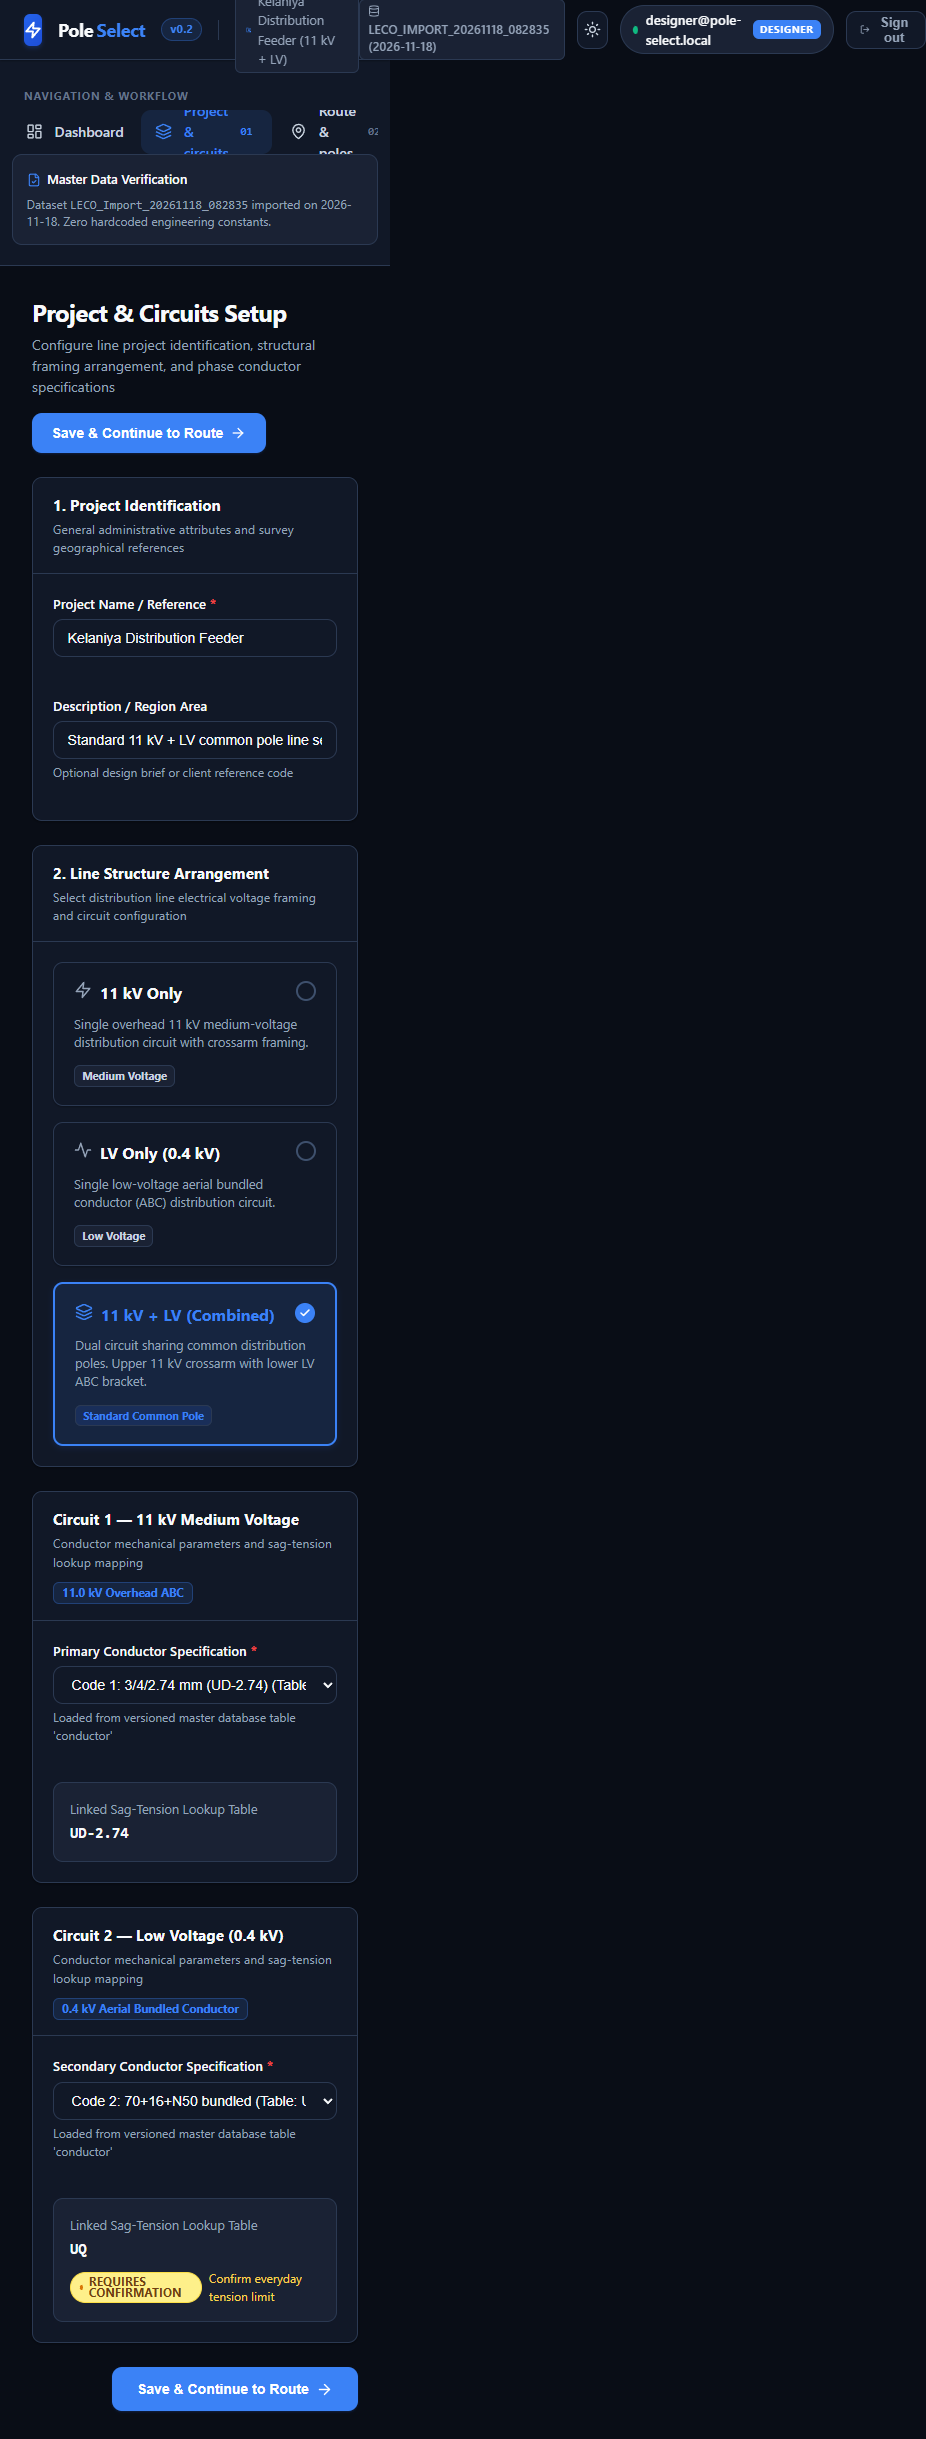 Pole Select
v0.2
Kelaniya
Distribution
Feeder (11 kV
+ LV)
LECO_IMPORT_20261118_082835
(2026-11-18)
designer@pole-
select.local
DESIGNER
Sign
out
NAVIGATION & WORKFLOW
Dashboard
Project
&
circuits
01
Route
&
poles
02
Master Data Verification
Dataset LECO_Import_20261118_082835 imported on 2026-
11-18. Zero hardcoded engineering constants.
Project & Circuits Setup
Configure line project identification, structural
framing arrangement, and phase conductor
specifications
Save & Continue to Route →
1. Project Identification
General administrative attributes and survey
geographical references
Project Name / Reference *
Kelaniya Distribution Feeder
Description / Region Area
Standard 11 kV + LV common pole line s
Optional design brief or client reference code
2. Line Structure Arrangement
Select distribution line electrical voltage framing
and circuit configuration
11 kV Only
Single overhead 11 kV medium-voltage
distribution circuit with crossarm framing.
Medium Voltage
LV Only (0.4 kV)
Single low-voltage aerial bundled
conductor (ABC) distribution circuit.
Low Voltage
11 kV + LV (Combined)
Dual circuit sharing common distribution
poles. Upper 11 kV crossarm with lower LV
ABC bracket.
Standard Common Pole
Circuit 1 — 11 kV Medium Voltage
Conductor mechanical parameters and sag-tension
lookup mapping
11.0 kV Overhead ABC
Primary Conductor Specification *
Code 1: 3/4/2.74 mm (UD-2.74) (Table
Loaded from versioned master database table
'conductor'
Linked Sag-Tension Lookup Table
UD-2.74
Circuit 2 — Low Voltage (0.4 kV)
Conductor mechanical parameters and sag-tension
lookup mapping
0.4 kV Aerial Bundled Conductor
Secondary Conductor Specification *
Code 2: 70+16+N50 bundled (Table: U
Loaded from versioned master database table
'conductor'
Linked Sag-Tension Lookup Table
UQ
REQUIRES
CONFIRMATION
Confirm everyday
tension limit
Save & Continue to Route →